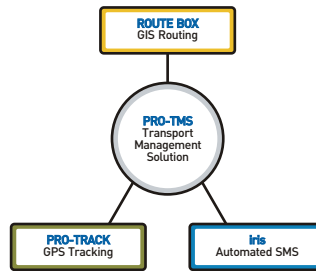 ROUTE BOX
GIS Routing
PRO-TMS
Transport
Management
Solution
PRO-TRACK
GPS Tracking
iris
Automated SMS